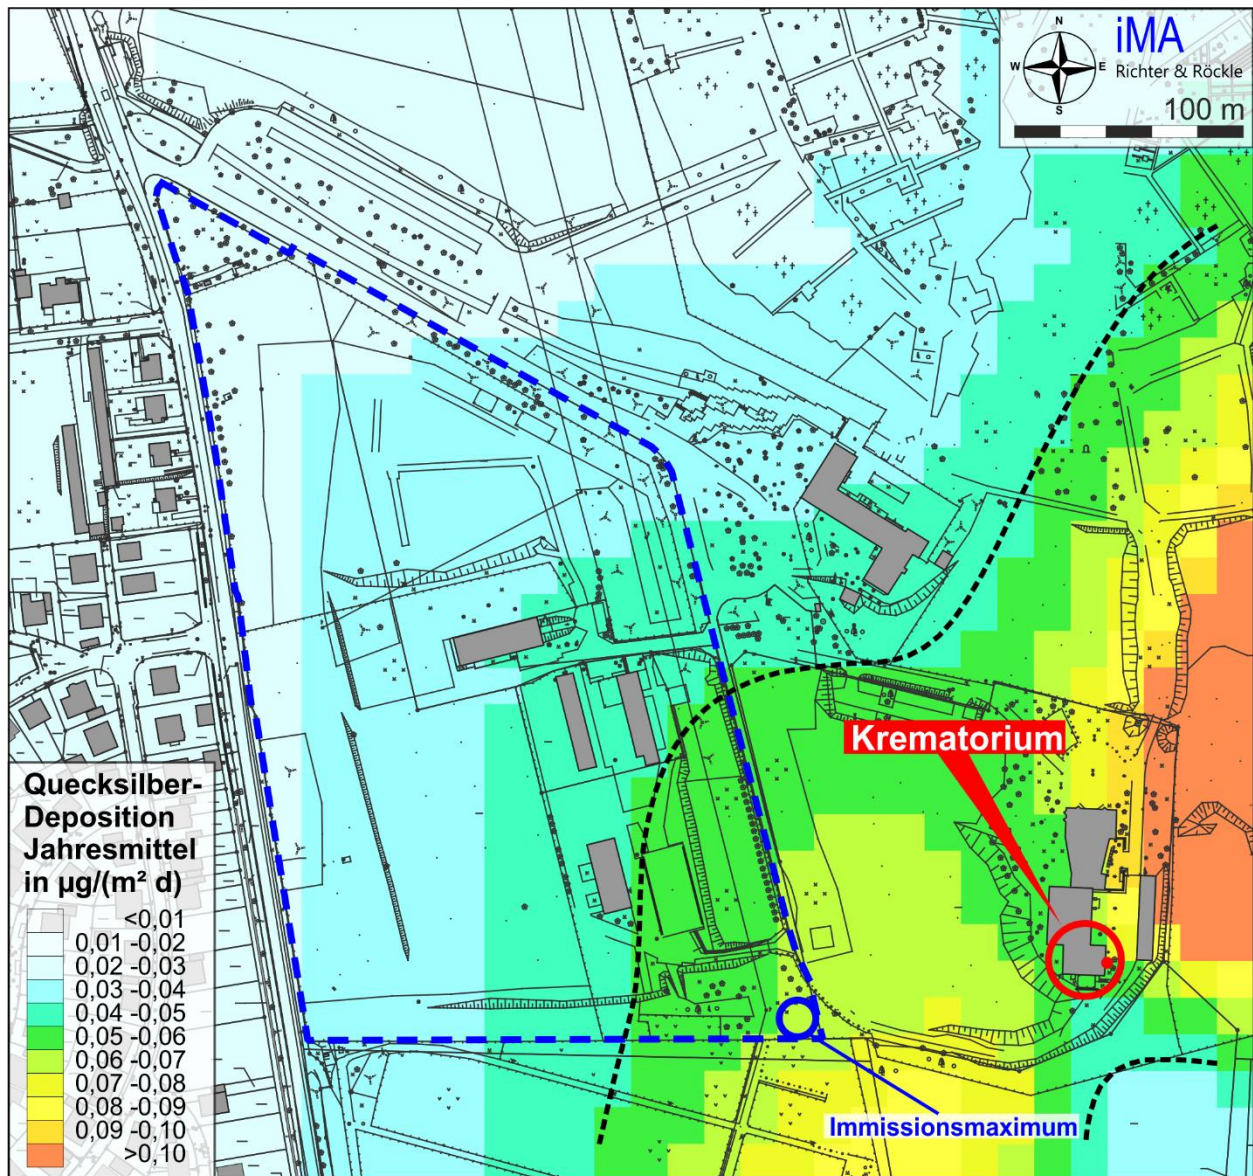 N
W
E
S
iMA
Richter & Röckle
100 m
Krematorium
Quecksilber-
Deposition
Jahresmittel
in µg/(m² d)
<0,01
0,01 -0,02
0,02 -0,03
0,03 -0,04
0,04 -0,05
0,05 -0,06
0,06 -0,07
0,07 -0,08
0,08 -0,09
0,09 -0,10
>0,10
Immissionsmaximum